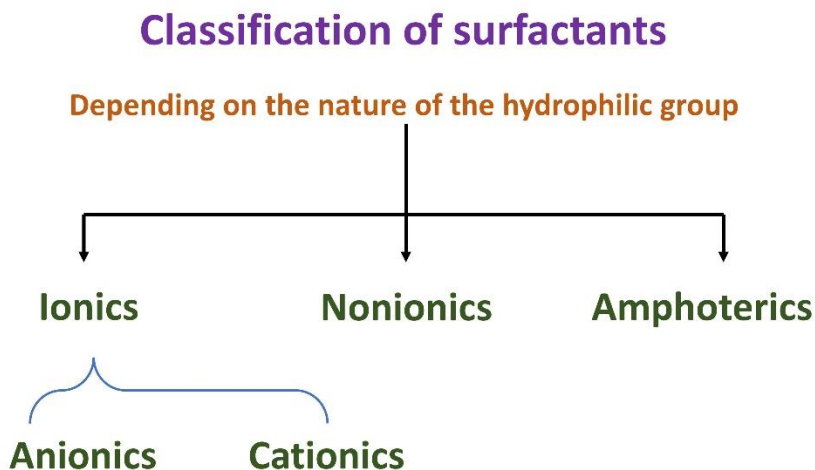 Classification of surfactants
Depending on the nature of the hydrophilic group
Ionics
Nonionics
Amphoterics
Anionics
Cationics